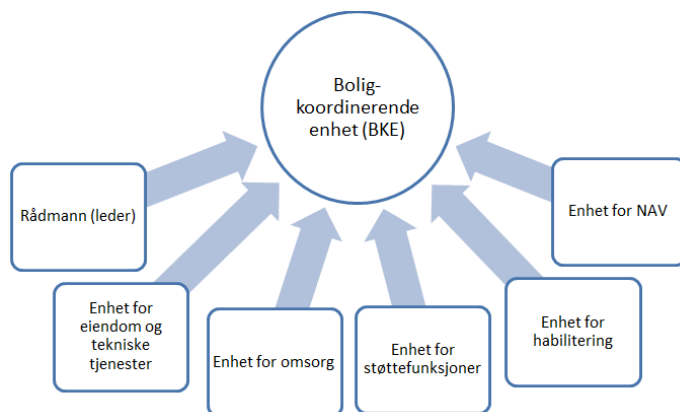 Bolig-
koordinerende
enhet (BKE)
Rådmann (leder)
Enhet for
eiendom og
tekniske
tjenester
Enhet for omsorg
Enhet for
støttefunksjoner
Enhet for
habilitering
Enhet for NAV